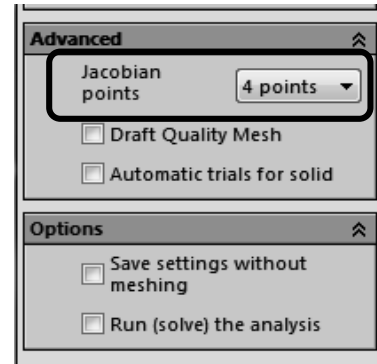 Advanced
Jacobian
points
4 points
Draft Quality Mesh
Automatic trials for solid
Options
Save settings without
meshing
Run (solve) the analysis